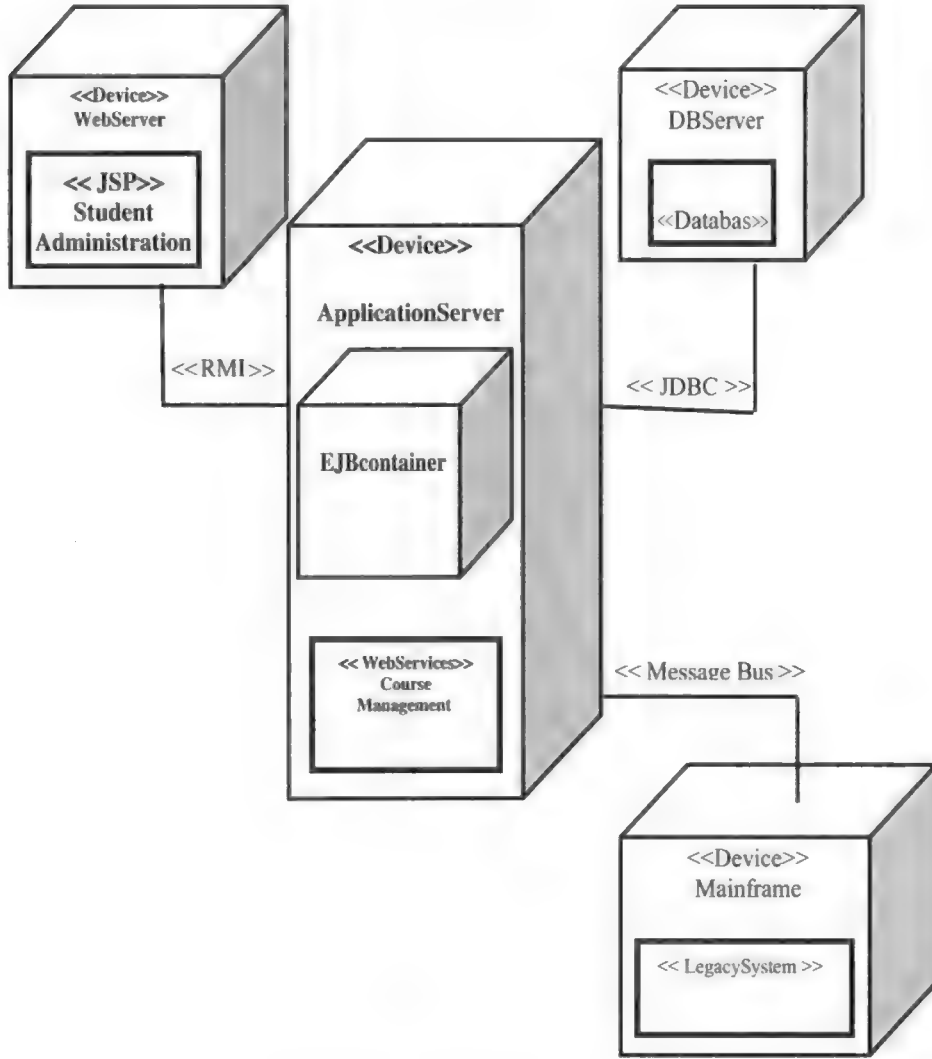 <<Device>>
WebServer
<< JSP>>
Student
Administration
<<RMI>>
<<Device>>
ApplicationServer
EJBcontainer
<< WebServices>>
Course
Management
<<Device>>
DBServer
<<Databas>>
<< JDBC >>
<< Message Bus >>
<<Device>>
Mainframe
<< LegacySystem >>